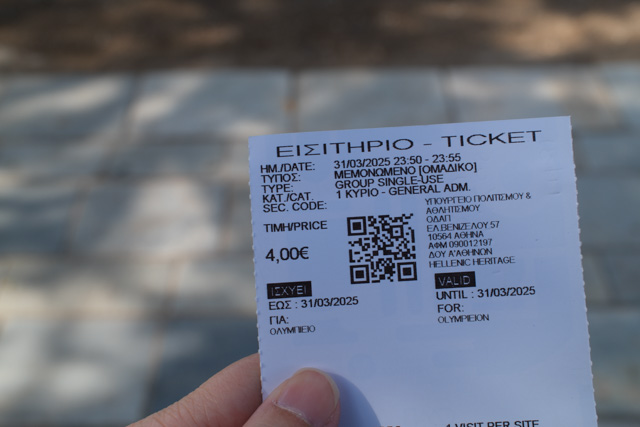 ΕΙΣΙΤΗΡΙΟ - TICKET
ΗΜ./DATE: 31/03/2025 23:50 - 23:55
ΤΥΠΟΣ: ΜΕΜΟΝΩΜΕΝΟ [ΟΜΑΔΙΚΟ]
TYPE: GROUP SINGLE-USE
ΚΑΤ./CAT. 1 ΚΥΡΙΟ - GENERAL ADM.
SEC. CODE:
ΥΠΟΥΡΓΕΙΟ ΠΟΛΙΤΙΣΜΟΥ &
ΑΘΛΗΤΙΣΜΟΥ
ΟΔΑΠ
ΕΛ.ΒΕΝΙΖΕΛΟΥ 57
10564 ΑΘΗΝΑ
ΑΦΜ 090012197
ΔΟΥ Α'ΑΘΗΝΩΝ
HELLENIC HERITAGE
ΤΙΜΗ/PRICE
4,00€
ΙΣΧΥΕΙ
ΕΩΣ : 31/03/2025
ΓΙΑ:
ΟΛΥΜΠΙΕΙΟ
VALID
UNTIL : 31/03/2025
FOR:
OLYMPIEION
1 VISIT PER SITE